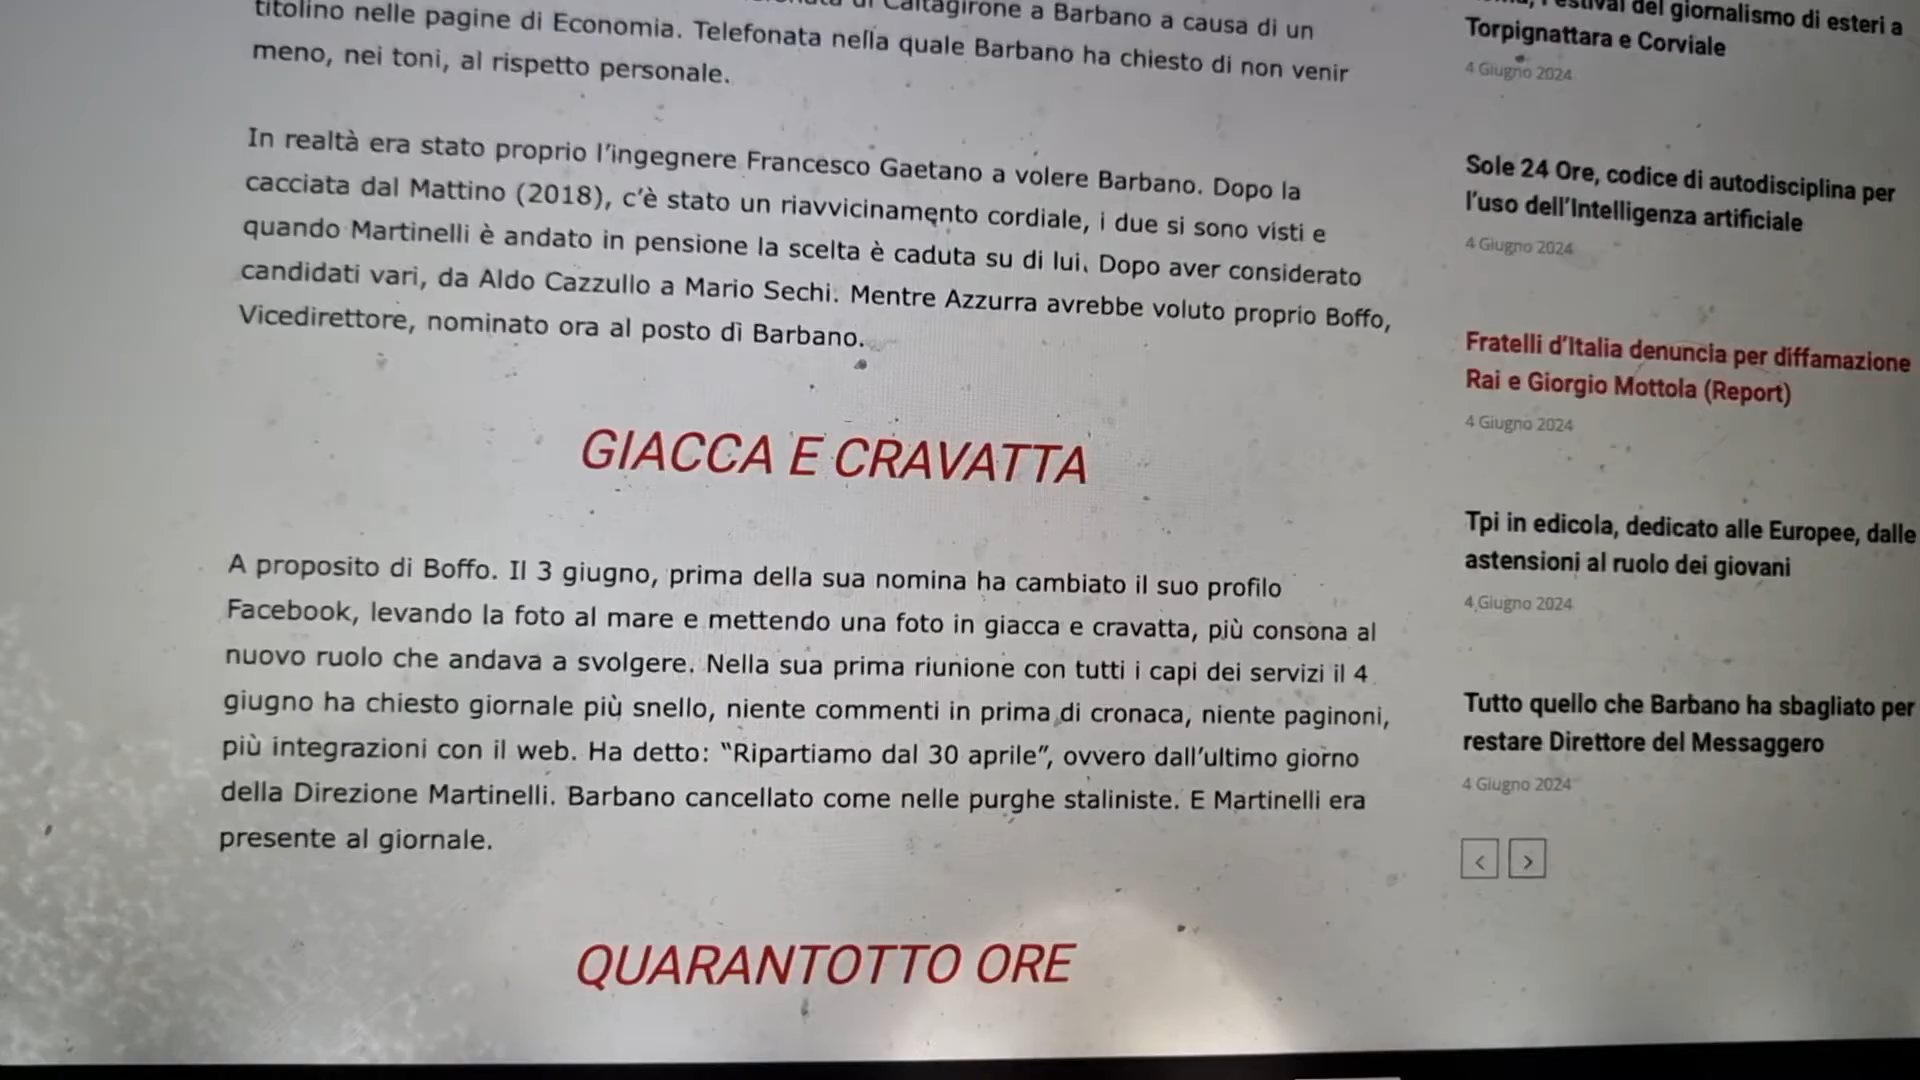 di Caltagirone a Barbano a causa di un
titolino nelle pagine di Economia. Telefonata nella quale Barbano ha chiesto di non venir
meno, nei toni, al rispetto personale.
In realtà era stato proprio l'ingegnere Francesco Gaetano a volere Barbano. Dopo la
cacciata dal Mattino (2018), c'è stato un riavvicinamento cordiale, i due si sono visti e
quando Martinelli è andato in pensione la scelta è caduta su di lui. Dopo aver considerato
candidati vari, da Aldo Cazzullo a Mario Sechi. Mentre Azzurra avrebbe voluto proprio Boffo,
Vicedirettore, nominato ora al posto di Barbano.
GIACCA E CRAVATTA
A proposito di Boffo. Il 3 giugno, prima della sua nomina ha cambiato il suo profilo
Facebook, levando la foto al mare e mettendo una foto in giacca e cravatta, più consona al
nuovo ruolo che andava a svolgere. Nella sua prima riunione con tutti i capi dei servizi il 4
giugno ha chiesto giornale più snello, niente commenti in prima di cronaca, niente paginoni,
più integrazioni con il web. Ha detto: “Ripartiamo dal 30 aprile”, ovvero dall’ultimo giorno
della Direzione Martinelli. Barbano cancellato come nelle purghe staliniste. E Martinelli era
presente al giornale.
QUARANTOTTO ORE
Festival del giornalismo di esteri a
Torpignattara e Corviale
4 Giugno 2024
Sole 24 Ore, codice di autodisciplina per
l'uso dell'Intelligenza artificiale
4 Giugno 2024
Fratelli d'Italia denuncia per diffamazione
Rai e Giorgio Mottola (Report)
4 Giugno 2024
Tpi in edicola, dedicato alle Europee, dalle
astensioni al ruolo dei giovani
4 Giugno 2024
Tutto quello che Barbano ha sbagliato per
restare Direttore del Messaggero
4 Giugno 2024